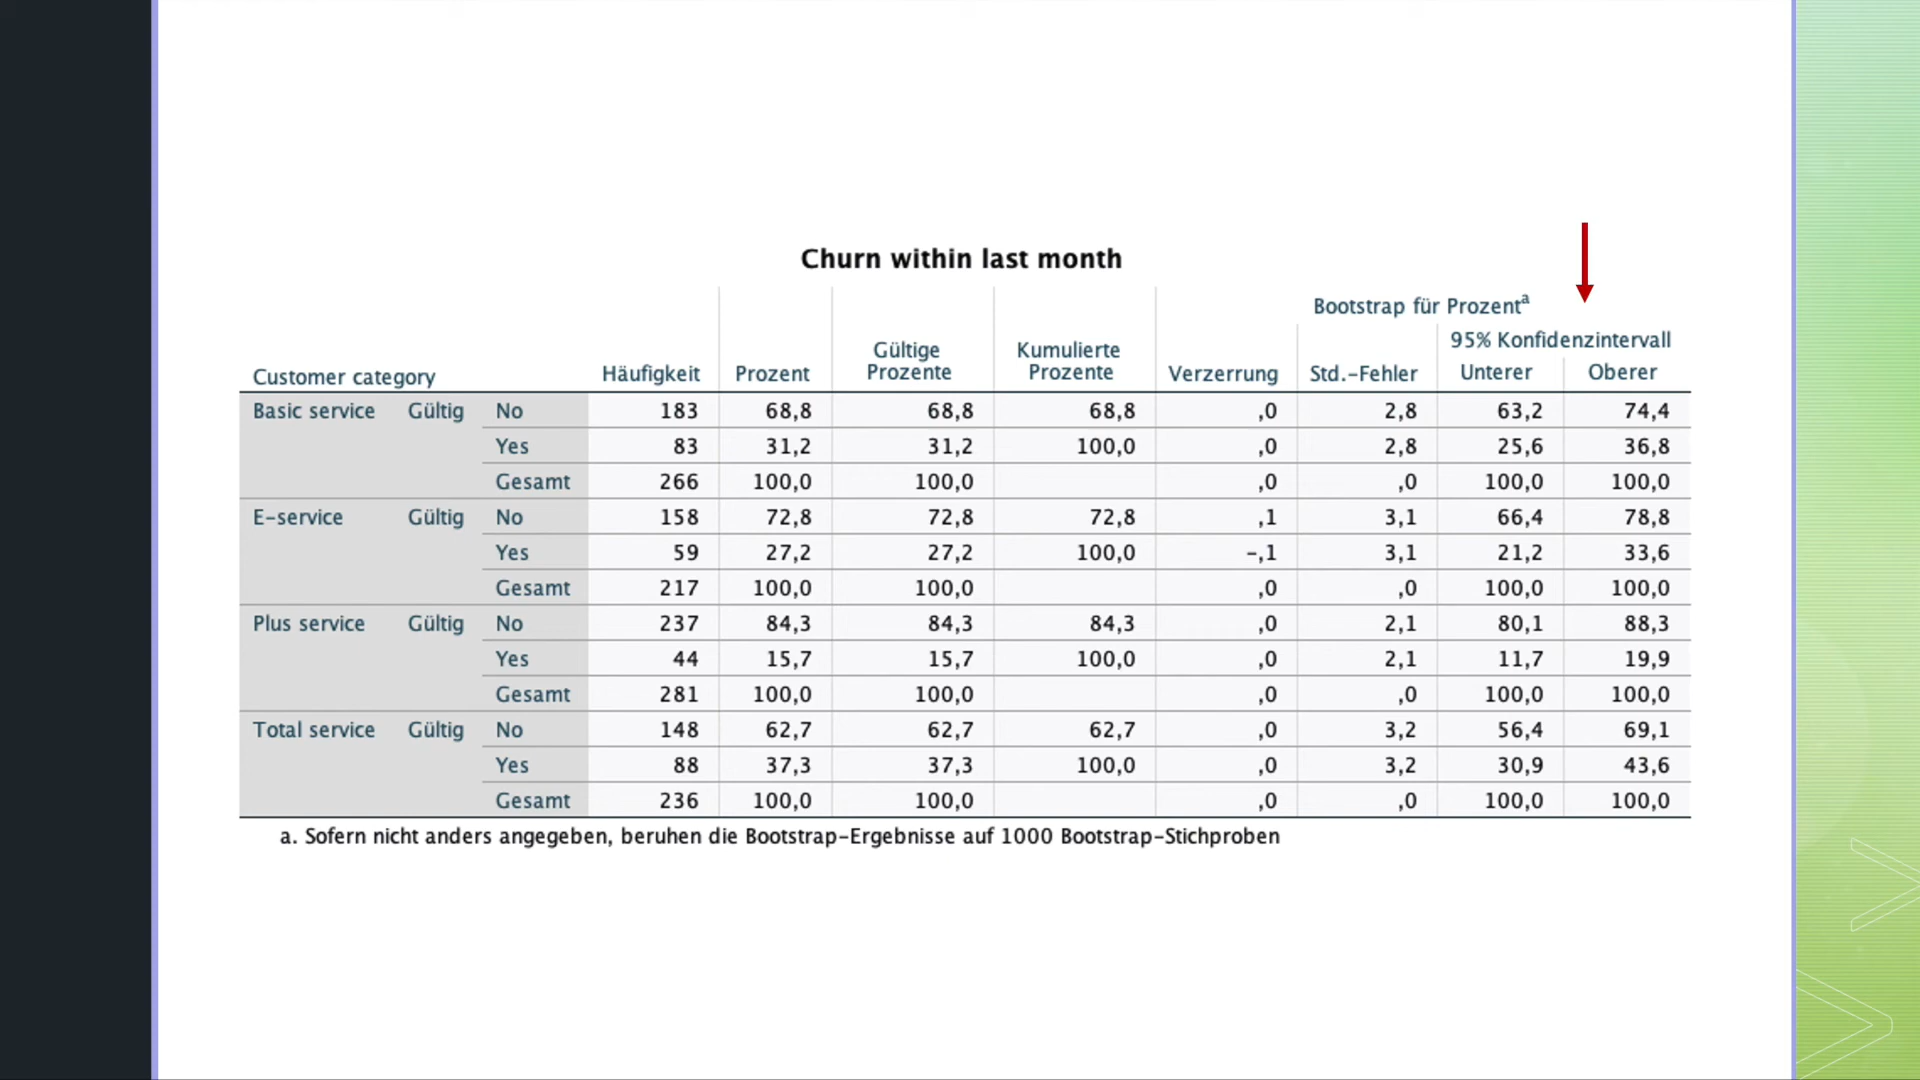 Churn within last month
Bootstrap für Prozentᵃ
95% Konfidenzintervall
Customer category Häufigkeit Prozent Gültige Prozente Kumulierte Prozente Verzerrung Std.-Fehler Unterer Oberer
Basic service Gültig No 183 68,8 68,8 68,8 ,0 2,8 63,2 74,4
Yes 83 31,2 31,2 100,0 ,0 2,8 25,6 36,8
Gesamt 266 100,0 100,0 ,0 ,0 100,0 100,0
E-service Gültig No 158 72,8 72,8 72,8 ,1 3,1 66,4 78,8
Yes 59 27,2 27,2 100,0 -,1 3,1 21,2 33,6
Gesamt 217 100,0 100,0 ,0 ,0 100,0 100,0
Plus service Gültig No 237 84,3 84,3 84,3 ,0 2,1 80,1 88,3
Yes 44 15,7 15,7 100,0 ,0 2,1 11,7 19,9
Gesamt 281 100,0 100,0 ,0 ,0 100,0 100,0
Total service Gültig No 148 62,7 62,7 62,7 ,0 3,2 56,4 69,1
Yes 88 37,3 37,3 100,0 ,0 3,2 30,9 43,6
Gesamt 236 100,0 100,0 ,0 ,0 100,0 100,0
a. Sofern nicht anders angegeben, beruhen die Bootstrap-Ergebnisse auf 1000 Bootstrap-Stichproben